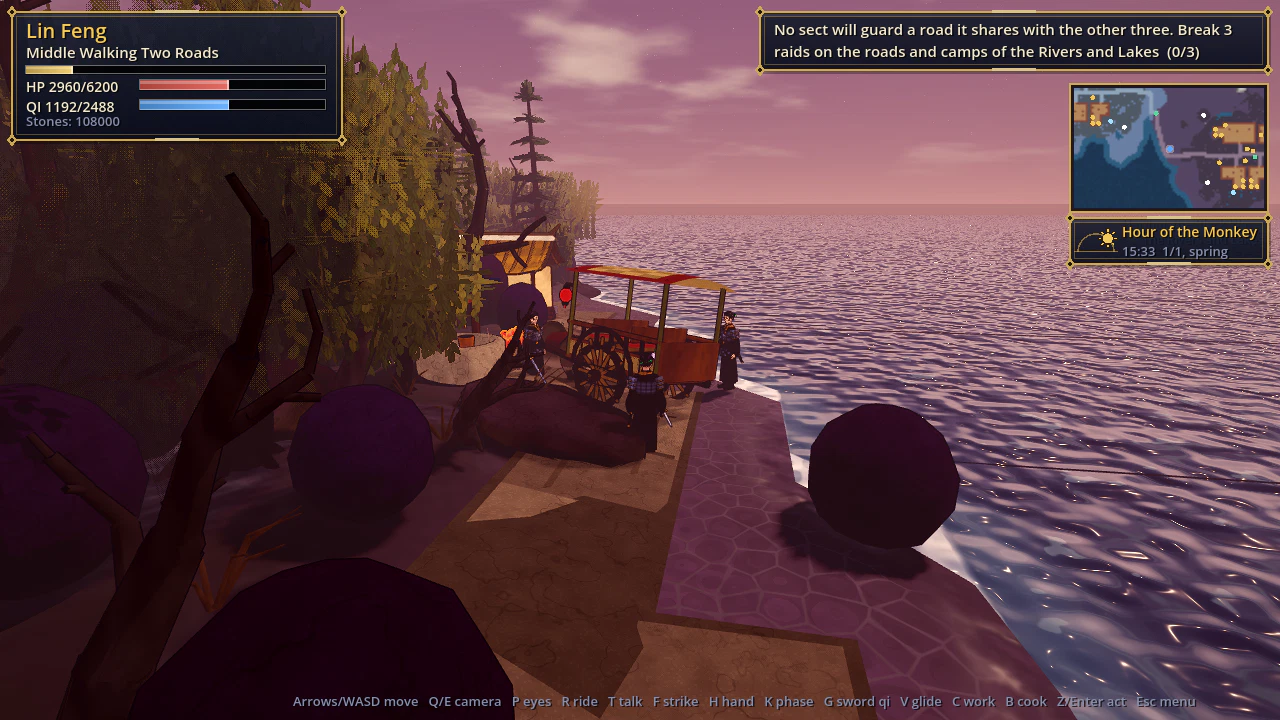 Lin Feng
Middle Walking Two Roads
HP 2960/6200
QI 1192/2488
Stones: 108000
No sect will guard a road it shares with the other three. Break 3
raids on the roads and camps of the Rivers and Lakes (0/3)
Hour of the Monkey
15:33 1/1, spring
Arrows/WASD move Q/E camera P eyes R ride T talk F strike H hand K phase G sword qi V glide C work B cook Z/Enter act Esc menu